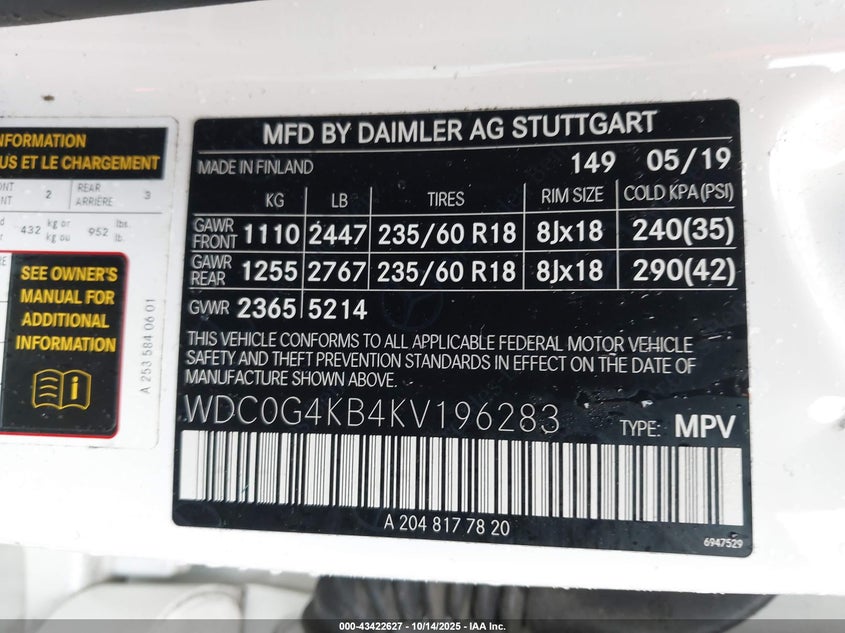 INFORMATION
US ET LE CHARGEMENT
2 REAR ARRIÈRE 3
432 kg or kg ou 952 lbs. lb.
SEE OWNER'S
MANUAL FOR
ADDITIONAL
INFORMATION
A 253 584 06 01
MFD BY DAIMLER AG STUTTGART
MADE IN FINLAND 149 05/19
KG LB TIRES RIM SIZE COLD KPA(PSI)
GAWR FRONT 1110 2447 235/60 R18 8Jx18 240(35)
GAWR REAR 1255 2767 235/60 R18 8Jx18 290(42)
GVWR 2365 5214
THIS VEHICLE CONFORMS TO ALL APPLICABLE FEDERAL MOTOR VEHICLE
SAFETY AND THEFT PREVENTION STANDARDS IN EFFECT ON THE DATE OF
MANUFACTURE SHOWN ABOVE.
WDC0G4KB4KV196283 TYPE: MPV
A 204 817 78 20
6947529
000-43422627 - 10/14/2025 - IAA Inc.